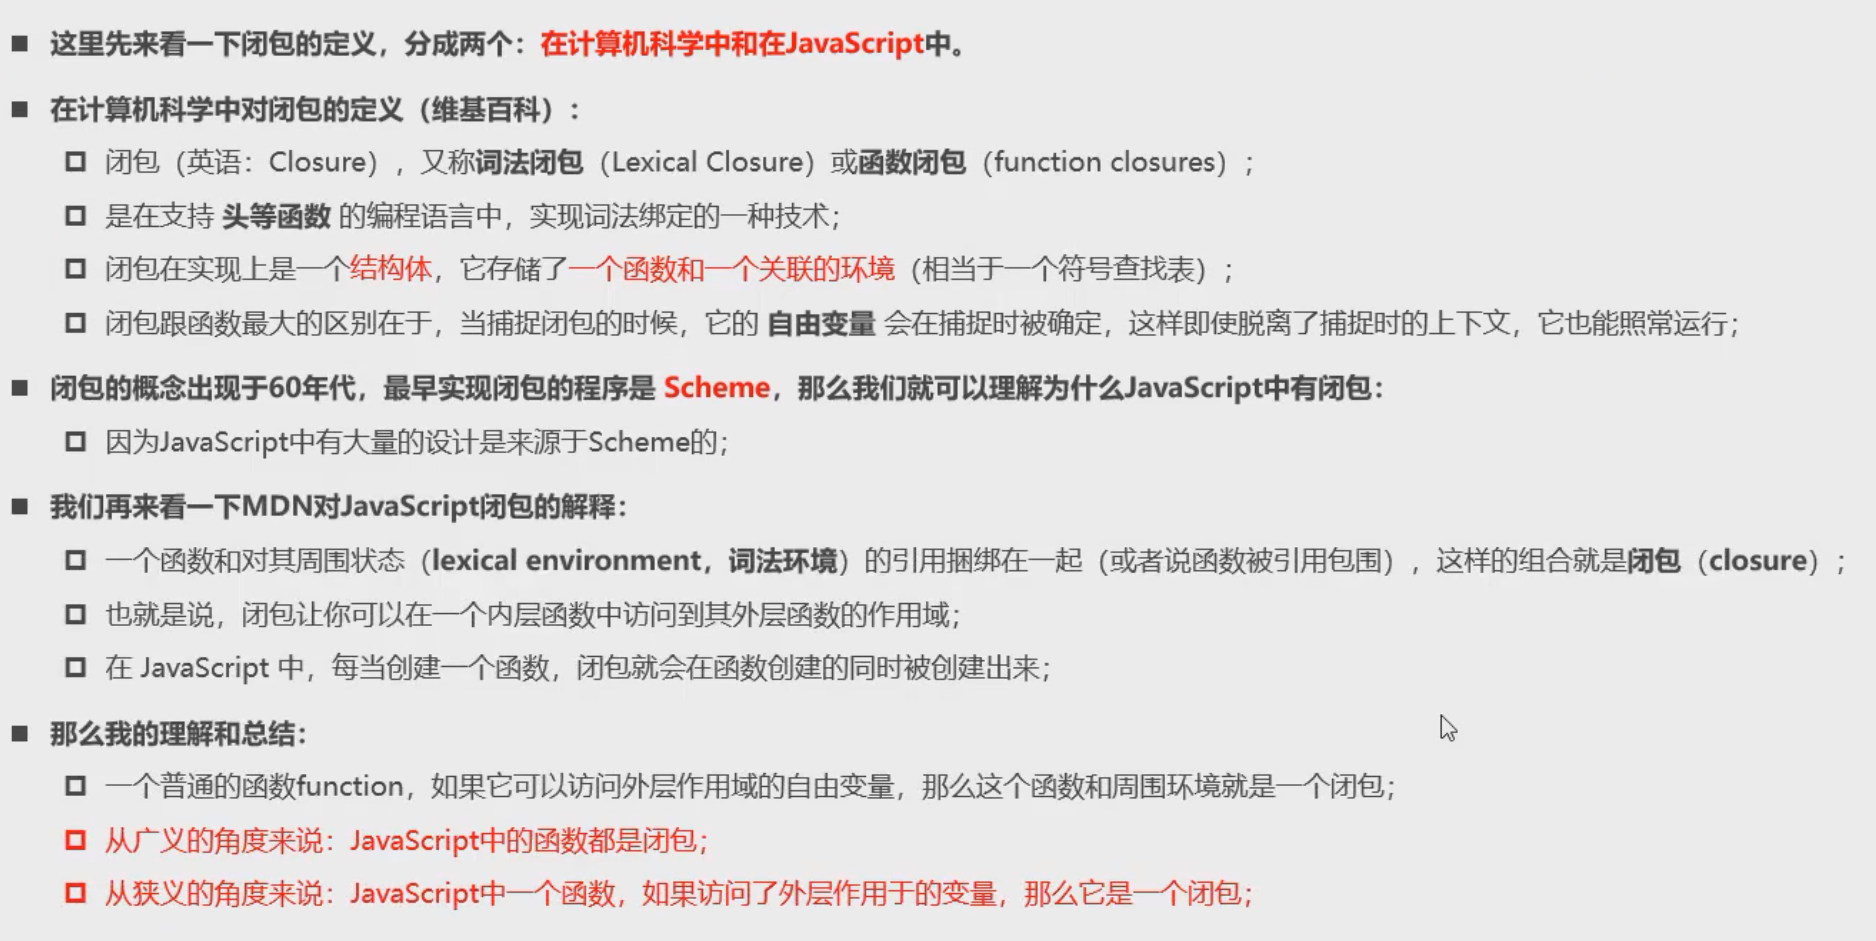 这里先来看一下闭包的定义，分成两个：在计算机科学中和在JavaScript中。
在计算机科学中对闭包的定义（维基百科）：
闭包（英语：Closure），又称词法闭包（Lexical Closure）或函数闭包（function closures）；
是在支持 头等函数 的编程语言中，实现词法绑定的一种技术；
闭包在实现上是一个结构体，它存储了一个函数和一个关联的环境（相当于一个符号查找表）；
闭包跟函数最大的区别在于，当捕捉闭包的时候，它的 自由变量 会在捕捉时被确定，这样即使脱离了捕捉时的上下文，它也能照常运行；
闭包的概念出现于60年代，最早实现闭包的程序是 Scheme，那么我们就可以理解为什么JavaScript中有闭包：
因为JavaScript中有大量的设计是来源于Scheme的；
我们再来看一下MDN对JavaScript闭包的解释：
一个函数和对其周围状态（lexical environment，词法环境）的引用捆绑在一起（或者说函数被引用包围），这样的组合就是闭包（closure）；
也就是说，闭包让你可以在一个内层函数中访问到其外层函数的作用域；
在 JavaScript 中，每当创建一个函数，闭包就会在函数创建的同时被创建出来；
那么我的理解和总结：
一个普通的函数function，如果它可以访问外层作用域的自由变量，那么这个函数和周围环境就是一个闭包；
从广义的角度来说：JavaScript中的函数都是闭包；
从狭义的角度来说：JavaScript中一个函数，如果访问了外层作用于的变量，那么它是一个闭包；